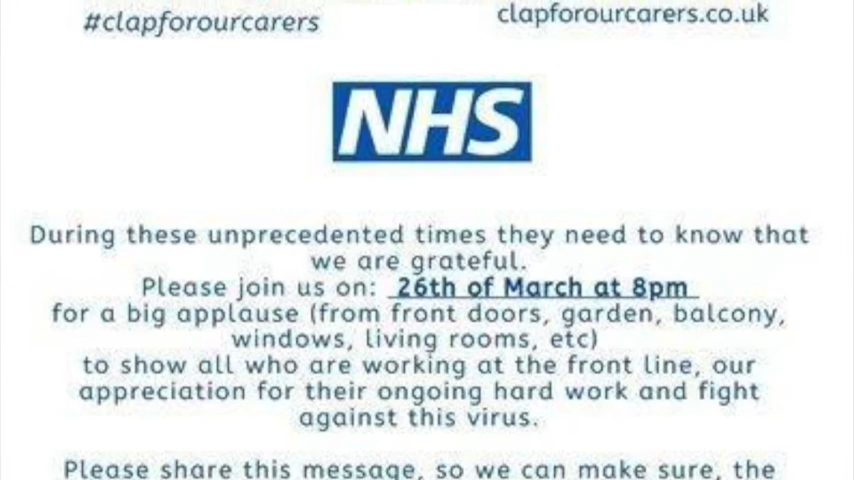 #clapforourcarers
clapforourcarers.co.uk
NHS
During these unprecedented times they need to know that
we are grateful.
Please join us on: 26th of March at 8pm
for a big applause (from front doors, garden, balcony,
windows, living rooms, etc)
to show all who are working at the front line, our
appreciation for their ongoing hard work and fight
against this virus.
Please share this message, so we can make sure, the